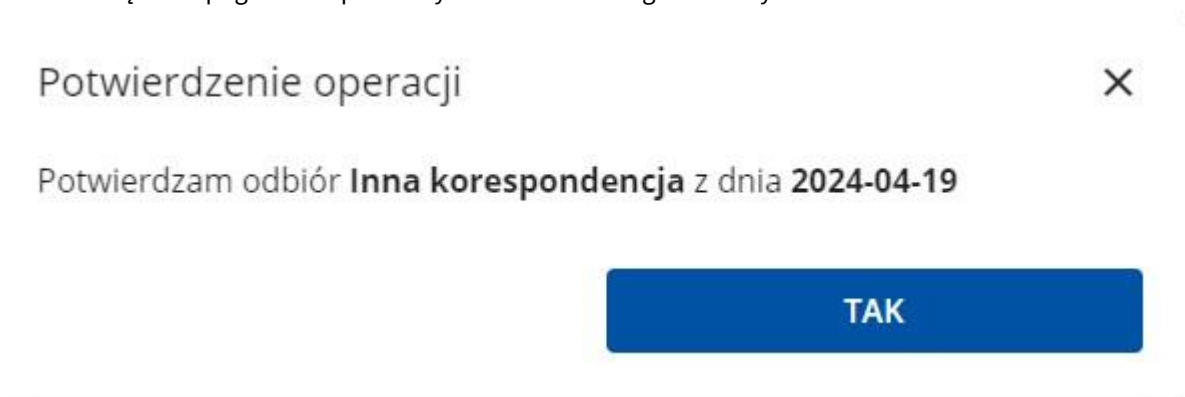 Potwierdzenie operacji
Potwierdzam odbiór Inna korespondencja z dnia 2024-04-19
TAK